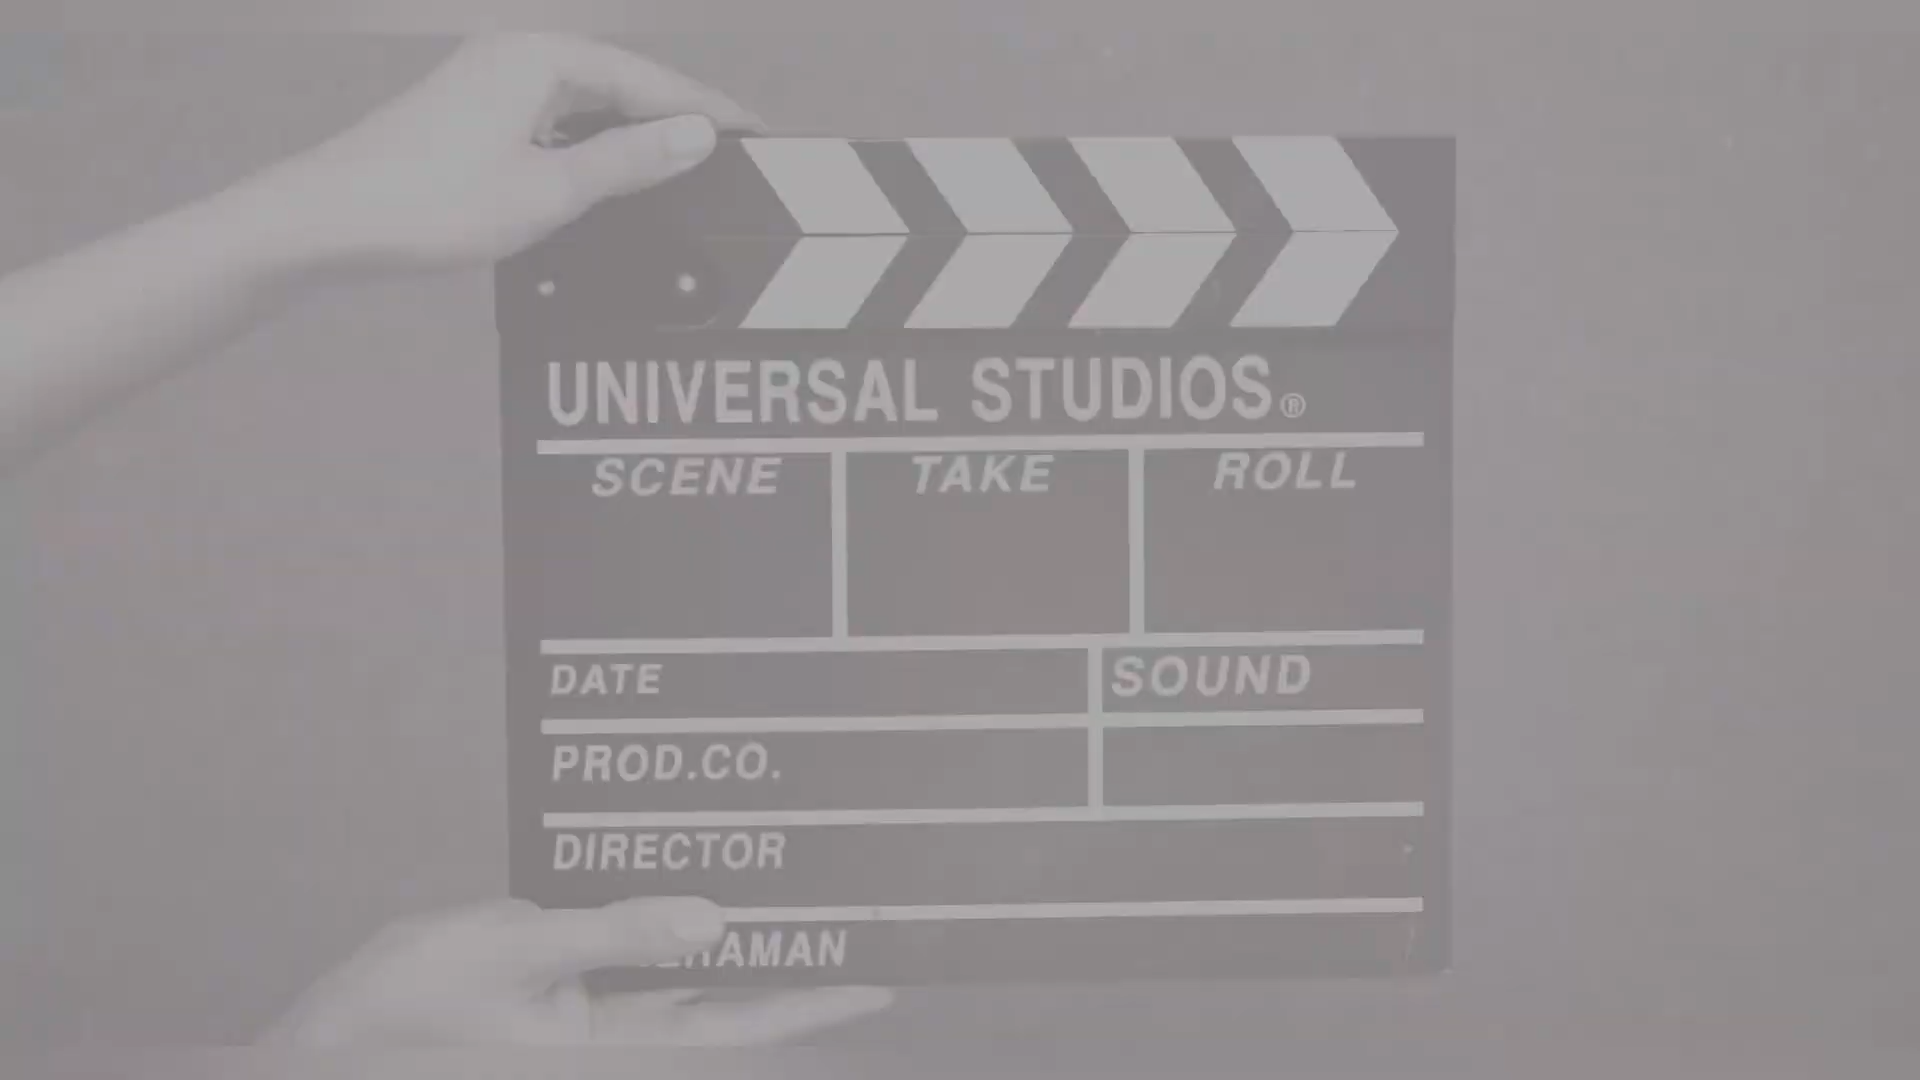 UNIVERSAL STUDIOS®
SCENE TAKE ROLL
DATE SOUND
PROD.CO.
DIRECTOR